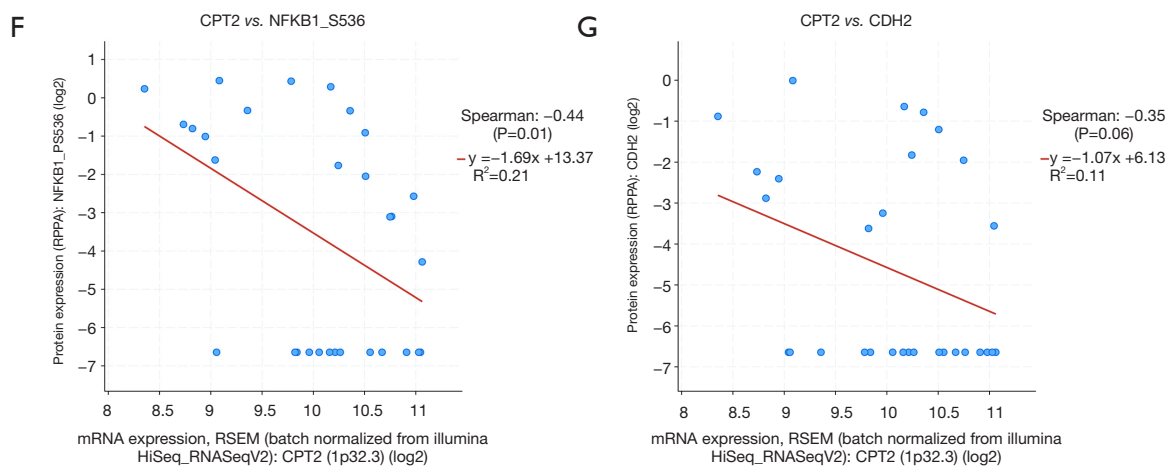 F
CPT2 vs. NFKB1_S536
Protein expression (RPPA): NFKB1_PS536 (log2)
1
0
−1
−2
−3
−4
−5
−6
−7
8
8.5
9
9.5
10
10.5
11
mRNA expression, RSEM (batch normalized from illumina
HiSeq_RNASeqV2): CPT2 (1p32.3) (log2)
Spearman: −0.44
(P=0.01)
y =−1.69x +13.37
R²=0.21
G
CPT2 vs. CDH2
Protein expression (RPPA): CDH2 (log2)
0
−1
−2
−3
−4
−5
−6
−7
8
8.5
9
9.5
10
10.5
11
mRNA expression, RSEM (batch normalized from illumina
HiSeq_RNASeqV2): CPT2 (1p32.3) (log2)
Spearman: −0.35
(P=0.06)
y =−1.07x +6.13
R²=0.11